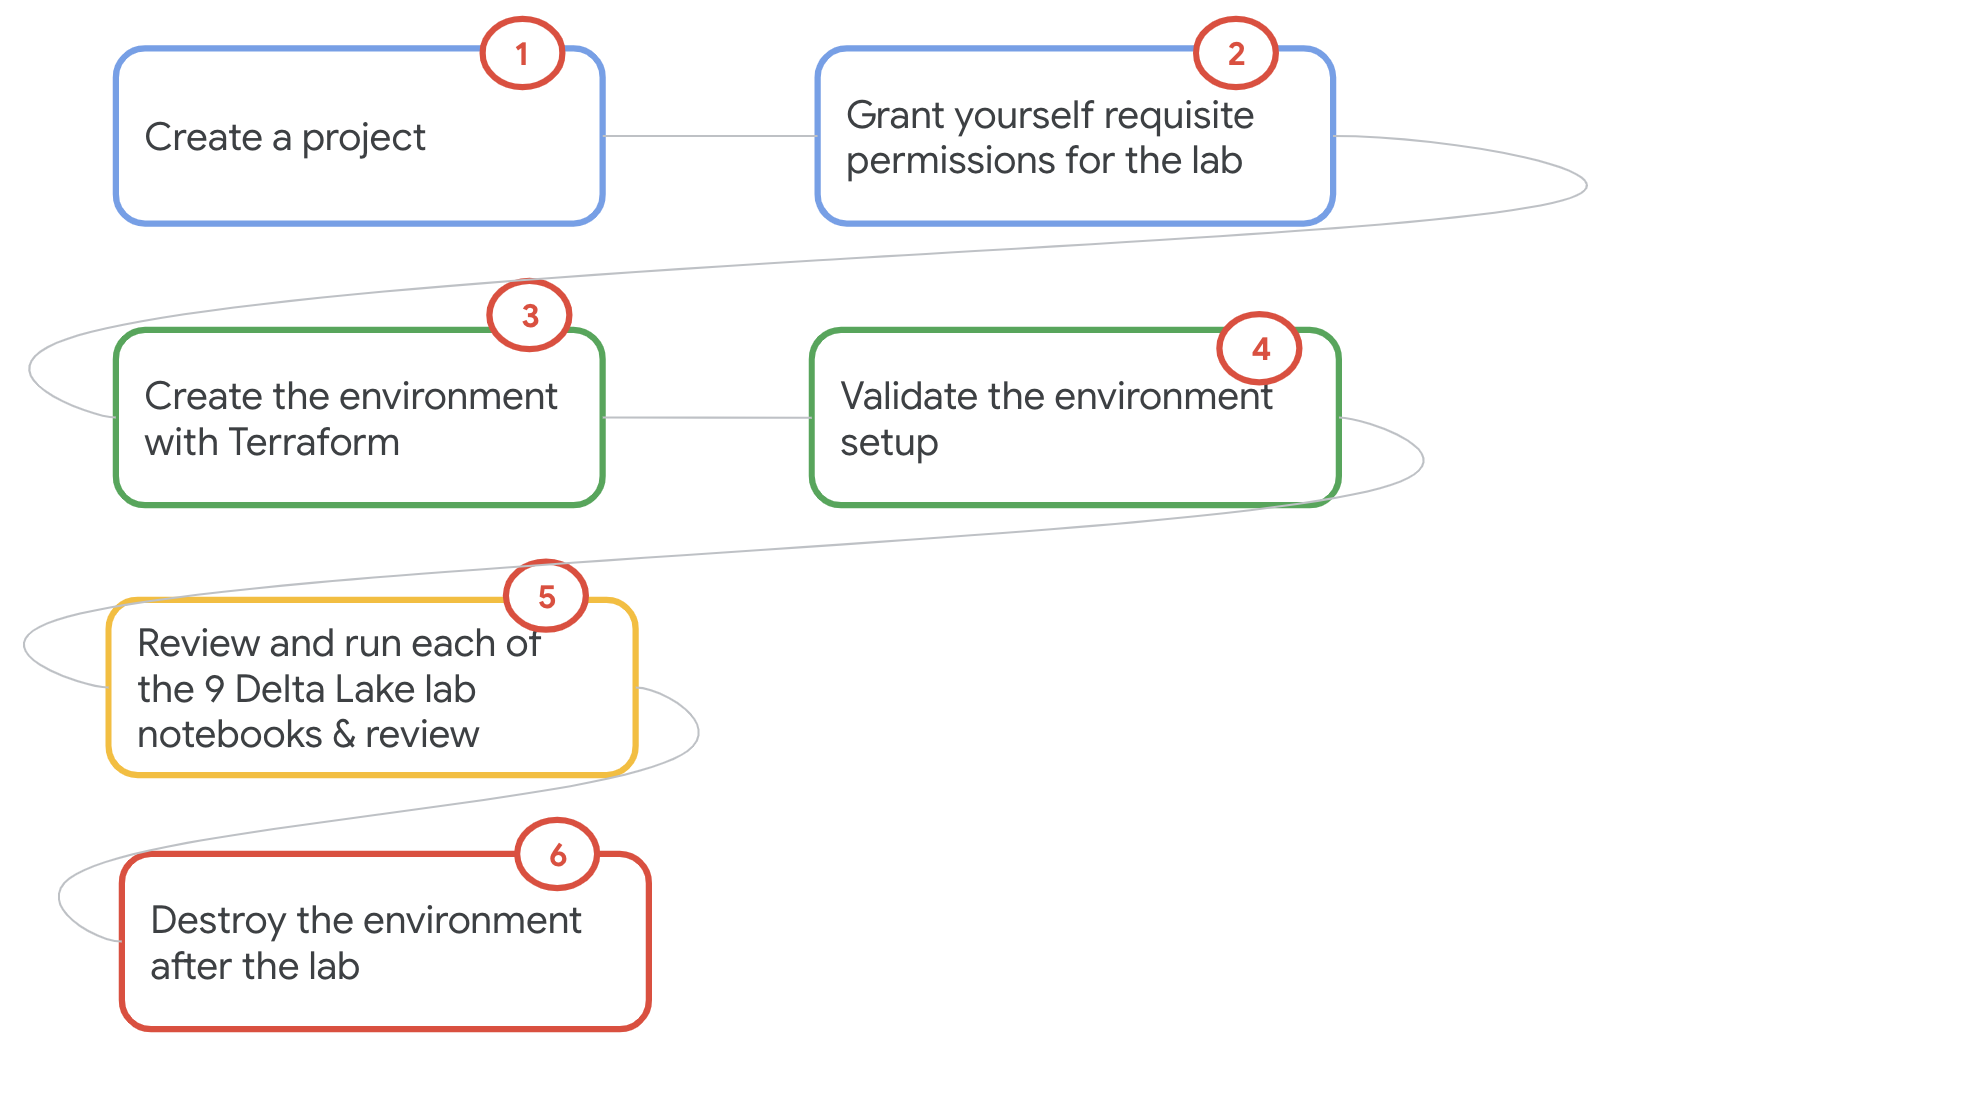 1
Create a project
2
Grant yourself requisite
permissions for the lab
3
Create the environment
with Terraform
4
Validate the environment
setup
5
Review and run each of
the 9 Delta Lake lab
notebooks & review
6
Destroy the environment
after the lab